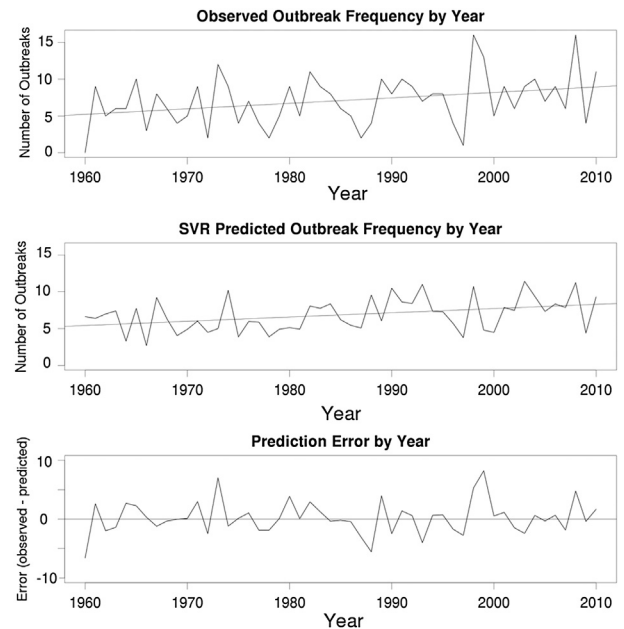 Observed Outbreak Frequency by Year
Number of Outbreaks
15
10
5
0
1960 1970 1980 1990 2000 2010
Year
SVR Predicted Outbreak Frequency by Year
Number of Outbreaks
15
10
5
0
1960 1970 1980 1990 2000 2010
Year
Prediction Error by Year
Error (observed - predicted)
10
0
-10
1960 1970 1980 1990 2000 2010
Year